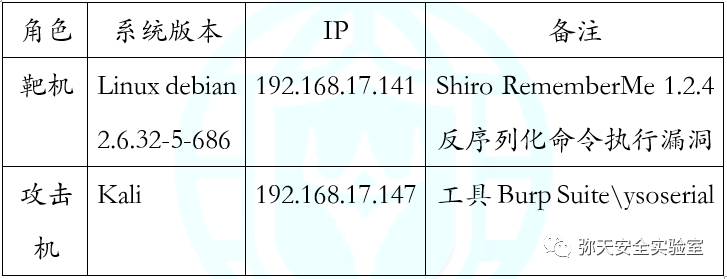 角色 系统版本 IP 备注
靶机 Linux debian 192.168.17.141 Shiro RememberMe 1.2.4
2.6.32-5-686 反序列化命令执行漏洞
攻击 Kali 192.168.17.147 工具 Burp Suite\ysoserial
机
弥天安全实验室